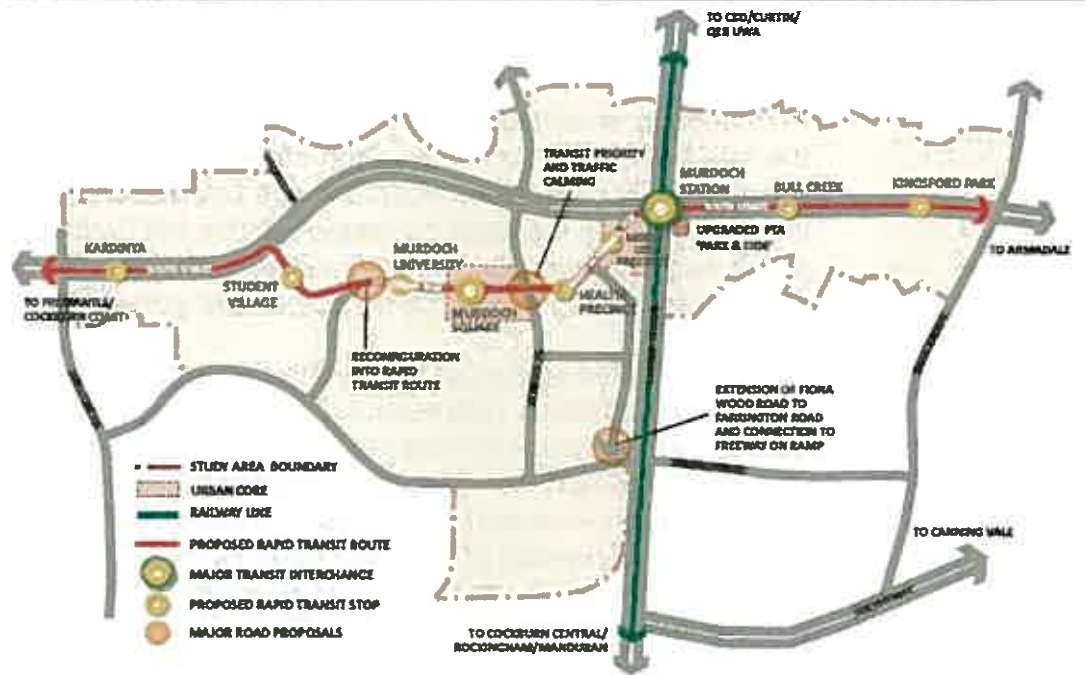 TO CBD/CURTIN/
QEII UWA
TRANSIT PRIORITY
AND TRAFFIC
CALMING
MURDOCH
STATION
BULL CREEK
KINGSFORD PARK
UPGRADED PTA
'PARK & RIDE'
TO ARMADALE
KARDINYA
MURDOCH
UNIVERSITY
STUDENT
VILLAGE
TO FREMANTLE/
COCKBURN COAST
MURDOCH
SQUARE
HEALTH
PRECINCT
RECONFIGURATION
INTO RAPID
TRANSIT ROUTE
EXTENSION OF FIONA
WOOD ROAD TO
FARRINGTON ROAD
AND CONNECTION TO
FREEWAY ON RAMP
STUDY AREA BOUNDARY
URBAN CORE
RAILWAY LINE
PROPOSED RAPID TRANSIT ROUTE
MAJOR TRANSIT INTERCHANGE
PROPOSED RAPID TRANSIT STOP
MAJOR ROAD PROPOSALS
TO CANNING VALE
TO COCKBURN CENTRAL/
ROCKINGHAM/MANDURAH